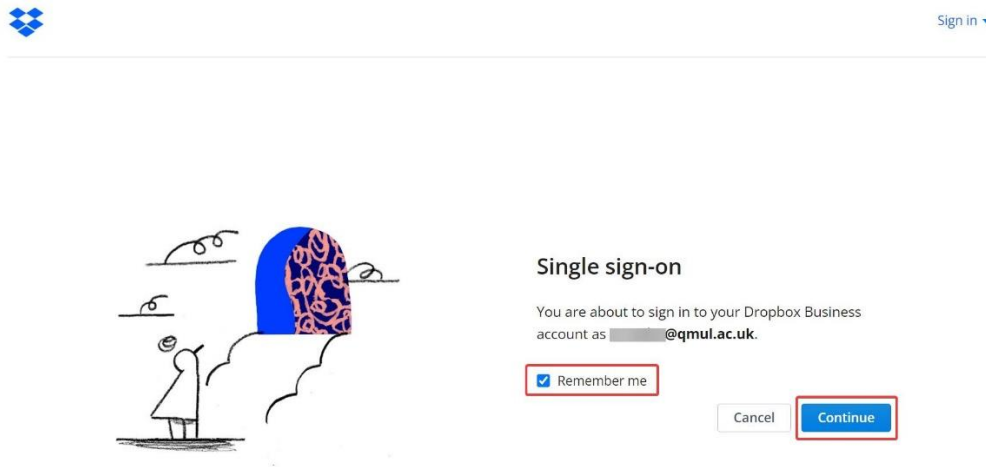 Sign in
Single sign-on
You are about to sign in to your Dropbox Business
account as @qmul.ac.uk.
Remember me
Cancel
Continue